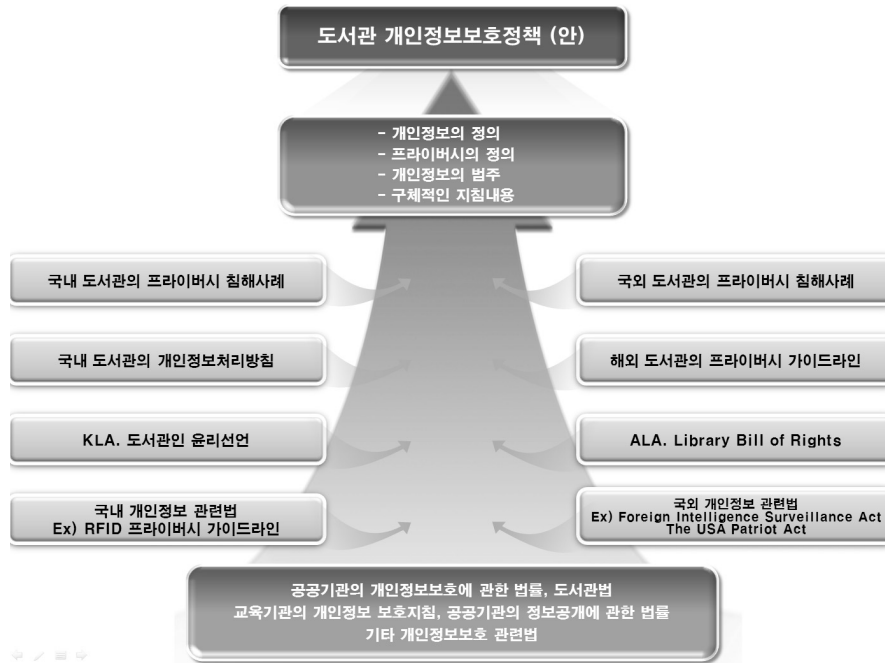 도서관 개인정보보호정책 (안)
- 개인정보의 정의
- 프라이버시의 정의
- 개인정보의 범주
- 구체적인 지침내용
국내 도서관의 프라이버시 침해사례
국외 도서관의 프라이버시 침해사례
국내 도서관의 개인정보처리방침
해외 도서관의 프라이버시 가이드라인
KLA. 도서관인 윤리선언
ALA. Library Bill of Rights
국내 개인정보 관련법
Ex) RFID 프라이버시 가이드라인
국외 개인정보 관련법
Ex) Foreign Intelligence Surveillance Act
The USA Patriot Act
공공기관의 개인정보보호에 관한 법률, 도서관법
교육기관의 개인정보 보호지침, 공공기관의 정보공개에 관한 법률
기타 개인정보보호 관련법